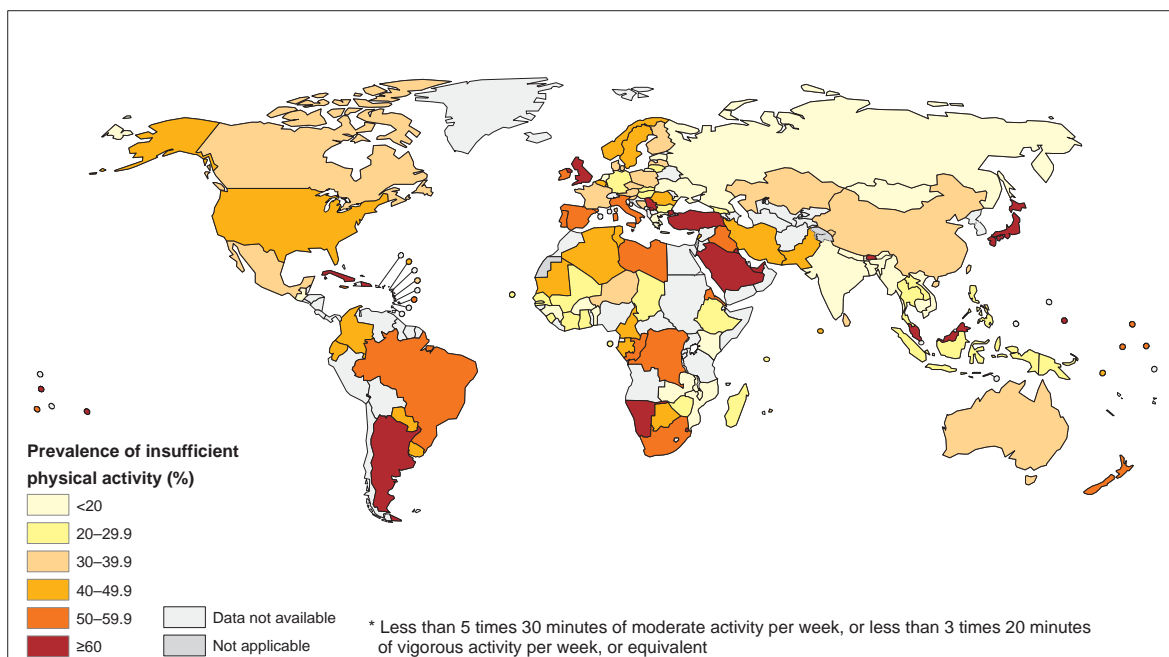 Prevalence of insufficient
physical activity (%)
<20
20–29.9
30–39.9
40–49.9
50–59.9
≥60
Data not available
Not applicable
* Less than 5 times 30 minutes of moderate activity per week, or less than 3 times 20 minutes
of vigorous activity per week, or equivalent